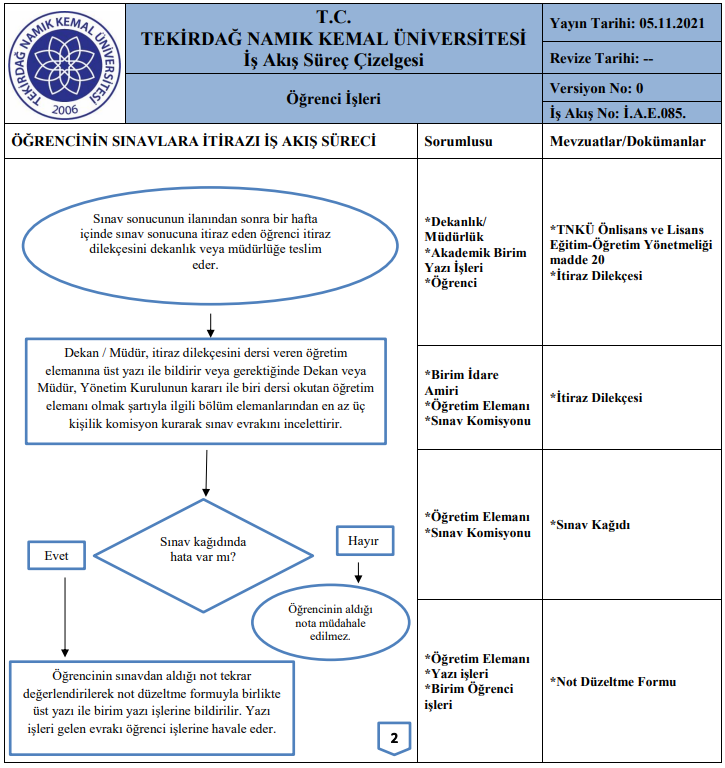 TEKİRDAĞ NAMIK KEMAL ÜNİVERSİTESİ
2006
T.C.
TEKİRDAĞ NAMIK KEMAL ÜNİVERSİTESİ
İş Akış Süreç Çizelgesi
Öğrenci İşleri
Yayın Tarihi: 05.11.2021
Revize Tarihi: --
Versiyon No: 0
İş Akış No: İ.A.E.085.
ÖĞRENCİNİN SINAVLARA İTİRAZI İŞ AKIŞ SÜRECİ
Sorumlusu
Mevzuatlar/Dokümanlar
Sınav sonucunun ilanından sonra bir hafta
içinde sınav sonucuna itiraz eden öğrenci itiraz
dilekçesini dekanlık veya müdürlüğe teslim
eder.
*Dekanlık/
Müdürlük
*Akademik Birim
Yazı İşleri
*Öğrenci
*TNKÜ Önlisans ve Lisans
Eğitim-Öğretim Yönetmeliği
madde 20
*İtiraz Dilekçesi
Dekan / Müdür, itiraz dilekçesini dersi veren öğretim
elemanına üst yazı ile bildirir veya gerektiğinde Dekan veya
Müdür, Yönetim Kurulunun kararı ile biri dersi okutan öğretim
elemanı olmak şartıyla ilgili bölüm elemanlarından en az üç
kişilik komisyon kurarak sınav evrakını incelettirir.
*Birim İdare
Amiri
*Öğretim Elemanı
*Sınav Komisyonu
*İtiraz Dilekçesi
Sınav kağıdında
hata var mı?
Evet
Hayır
*Öğretim Elemanı
*Sınav Komisyonu
*Sınav Kağıdı
Öğrencinin aldığı
nota müdahale
edilmez.
Öğrencinin sınavdan aldığı not tekrar
değerlendirilerek not düzeltme formuyla birlikte
üst yazı ile birim yazı işlerine bildirilir. Yazı
işleri gelen evrakı öğrenci işlerine havale eder.
2
*Öğretim Elemanı
*Yazı işleri
*Birim Öğrenci
işleri
*Not Düzeltme Formu